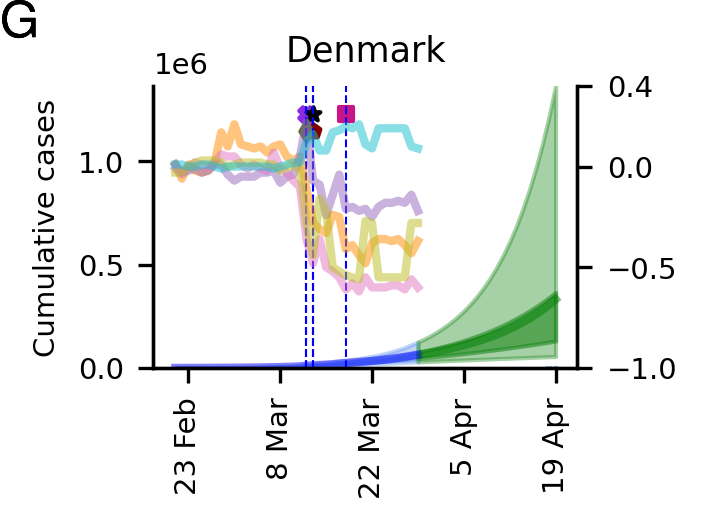 G
Denmark
1e6
Cumulative cases
1.0
0.5
0.0
0.4
0.0
−0.5
−1.0
23 Feb
8 Mar
22 Mar
5 Apr
19 Apr